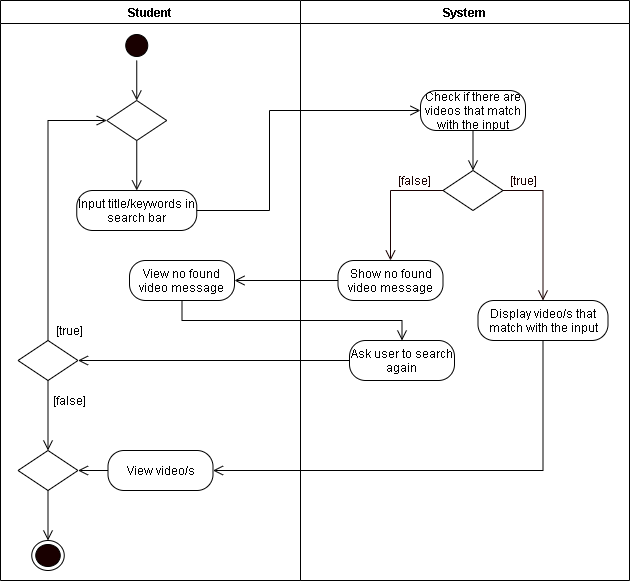 Student
System
Check if there are
videos that match
with the input
[false]
[true]
Input title/keywords in
search bar
View no found
video message
Show no found
video message
Display video/s that
match with the input
[true]
Ask user to search
again
[false]
View video/s